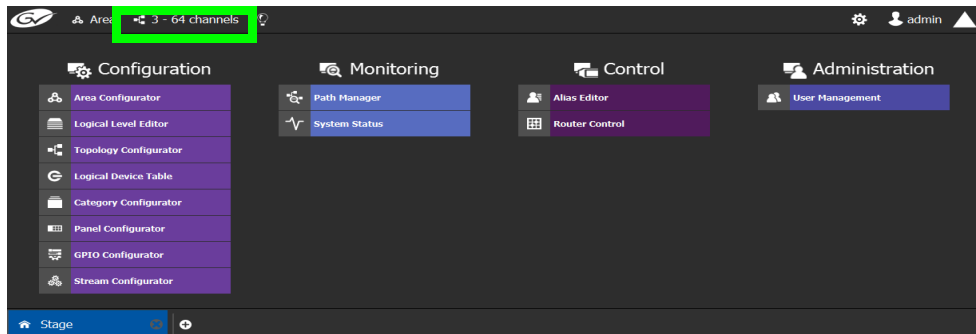 Area
3 - 64 channels
admin
Configuration
Area Configurator
Logical Level Editor
Topology Configurator
Logical Device Table
Category Configurator
Panel Configurator
GPIO Configurator
Stream Configurator
Monitoring
Path Manager
System Status
Control
Alias Editor
Router Control
Administration
User Management
Stage